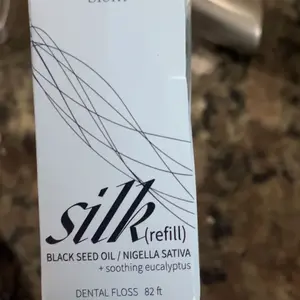 silk (refill)
BLACK SEED OIL / NIGELLA SATIVA
+ soothing eucalyptus
DENTAL FLOSS 82 ft